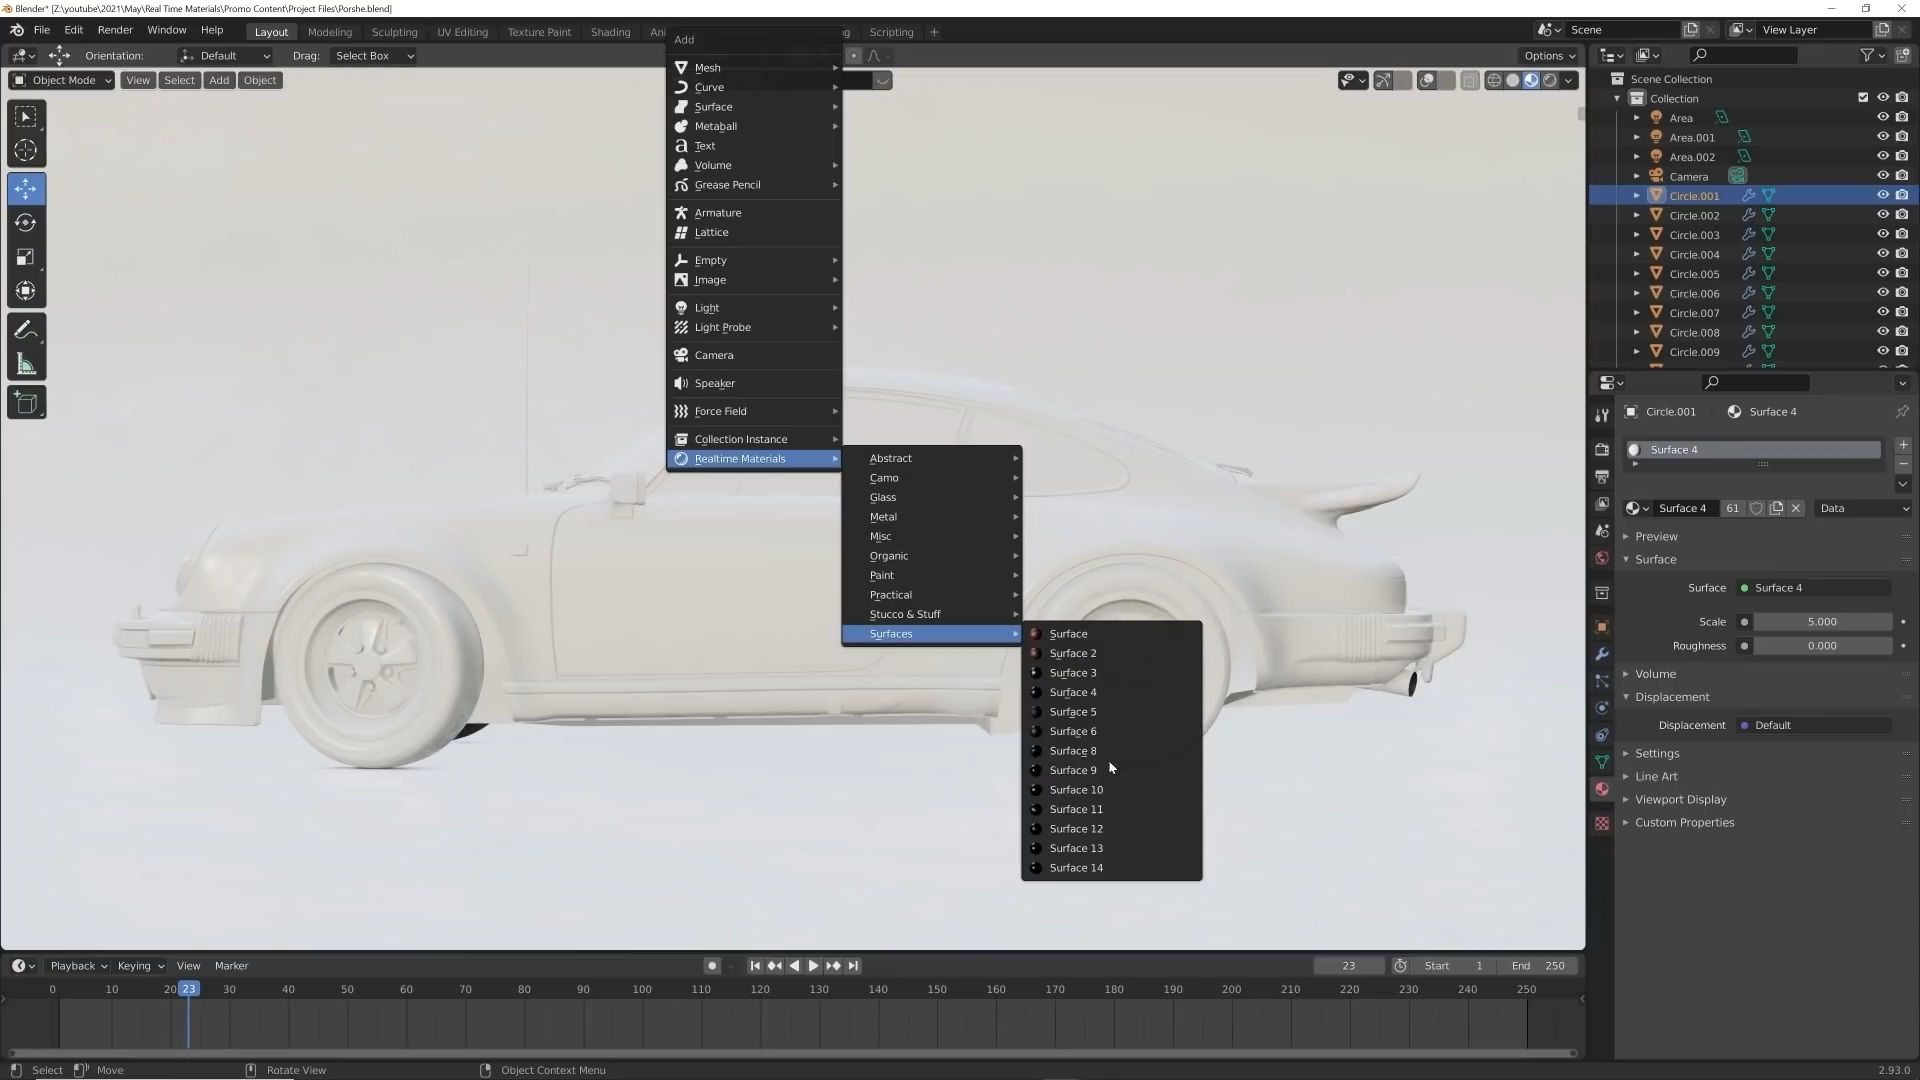 Blender* [Z:\youtube\2021\May\Real Time Materials\Promo Content\Project Files\Porshe.blend]
File Edit Render Window Help Layout Modeling Sculpting UV Editing Texture Paint Shading Scripting + Scene View Layer
Orientation: Default Drag: Select Box Options
Object Mode View Select Add Object
Add
Mesh
Curve
Surface
Metaball
Text
Volume
Grease Pencil
Armature
Lattice
Empty
Image
Light
Light Probe
Camera
Speaker
Force Field
Collection Instance
Realtime Materials
Abstract
Camo
Glass
Metal
Misc
Organic
Paint
Practical
Stucco & Stuff
Surfaces
Surface
Surface 2
Surface 3
Surface 4
Surface 5
Surface 6
Surface 8
Surface 9
Surface 10
Surface 11
Surface 12
Surface 13
Surface 14
Scene Collection
Collection
Area
Area.001
Area.002
Camera
Circle.001
Circle.002
Circle.003
Circle.004
Circle.005
Circle.006
Circle.007
Circle.008
Circle.009
Circle.001 Surface 4
Surface 4
Surface 4 61 Data
Preview
Surface
Surface Surface 4
Scale 5.000
Roughness 0.000
Volume
Displacement
Displacement Default
Settings
Line Art
Viewport Display
Custom Properties
Playback Keying View Marker 23 Start 1 End 250
0 10 20 23 30 40 50 60 70 80 90 100 110 120 130 140 150 160 170 180 190 200 210 220 230 240 250
Select Move Rotate View Object Context Menu 2.93.0